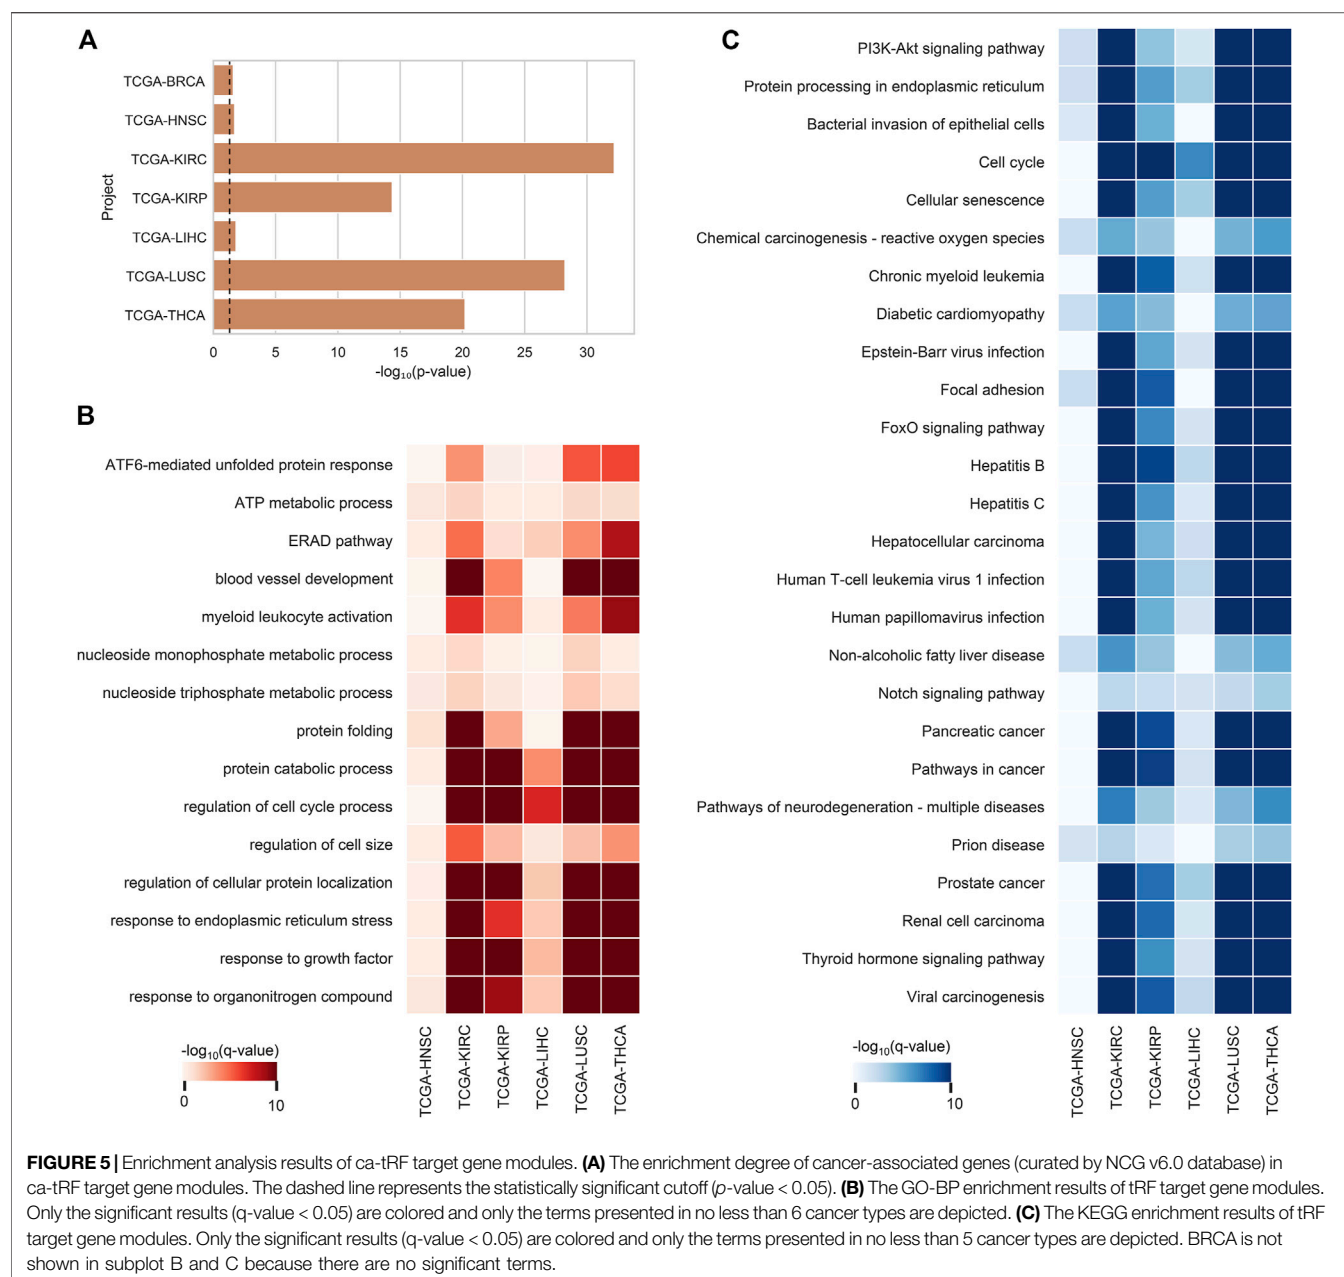 A
TCGA-BRCA
TCGA-HNSC
TCGA-KIRC
TCGA-KIRP
TCGA-LIHC
TCGA-LUSC
TCGA-THCA
Project
0 5 10 15 20 25 30
-log₁₀(p-value)
B
ATF6-mediated unfolded protein response
ATP metabolic process
ERAD pathway
blood vessel development
myeloid leukocyte activation
nucleoside monophosphate metabolic process
nucleoside triphosphate metabolic process
protein folding
protein catabolic process
regulation of cell cycle process
regulation of cell size
regulation of cellular protein localization
response to endoplasmic reticulum stress
response to growth factor
response to organonitrogen compound
-log₁₀(q-value)
0 10
TCGA-HNSC
TCGA-KIRC
TCGA-KIRP
TCGA-LIHC
TCGA-LUSC
TCGA-THCA
C
PI3K-Akt signaling pathway
Protein processing in endoplasmic reticulum
Bacterial invasion of epithelial cells
Cell cycle
Cellular senescence
Chemical carcinogenesis - reactive oxygen species
Chronic myeloid leukemia
Diabetic cardiomyopathy
Epstein-Barr virus infection
Focal adhesion
FoxO signaling pathway
Hepatitis B
Hepatitis C
Hepatocellular carcinoma
Human T-cell leukemia virus 1 infection
Human papillomavirus infection
Non-alcoholic fatty liver disease
Notch signaling pathway
Pancreatic cancer
Pathways in cancer
Pathways of neurodegeneration - multiple diseases
Prion disease
Prostate cancer
Renal cell carcinoma
Thyroid hormone signaling pathway
Viral carcinogenesis
-log₁₀(q-value)
0 10
TCGA-HNSC
TCGA-KIRC
TCGA-KIRP
TCGA-LIHC
TCGA-LUSC
TCGA-THCA
FIGURE 5 | Enrichment analysis results of ca-tRF target gene modules. (A) The enrichment degree of cancer-associated genes (curated by NCG v6.0 database) in
ca-tRF target gene modules. The dashed line represents the statistically significant cutoff (p-value < 0.05). (B) The GO-BP enrichment results of tRF target gene modules.
Only the significant results (q-value < 0.05) are colored and only the terms presented in no less than 6 cancer types are depicted. (C) The KEGG enrichment results of tRF
target gene modules. Only the significant results (q-value < 0.05) are colored and only the terms presented in no less than 5 cancer types are depicted. BRCA is not
shown in subplot B and C because there are no significant terms.